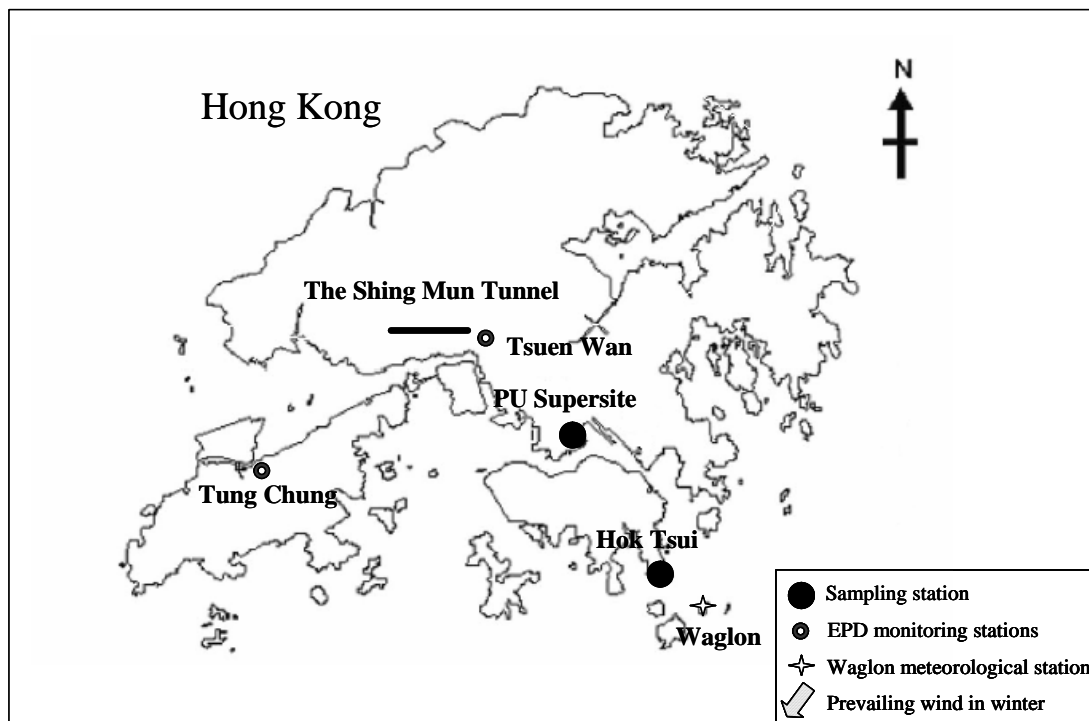 N
Hong Kong
The Shing Mun Tunnel
Tsuen Wan
PU Supersite
Tung Chung
Hok Tsui
Waglon
Sampling station
EPD monitoring stations
Waglon meteorological station
Prevailing wind in winter